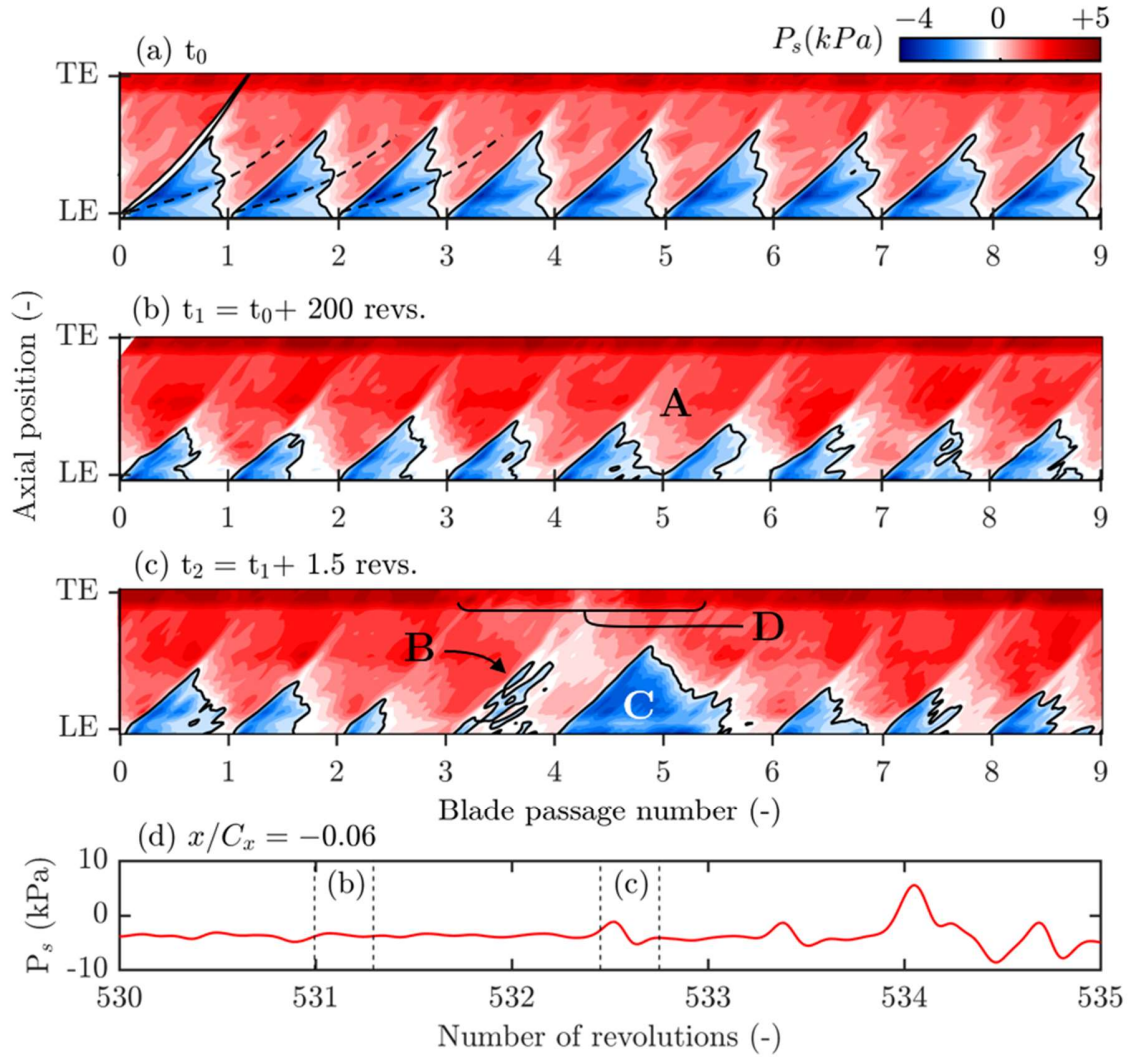 (a) t₀
P_s(kPa) −4 0 +5
TE
LE
0 1 2 3 4 5 6 7 8 9
(b) t₁ = t₀+ 200 revs.
TE
A
LE
0 1 2 3 4 5 6 7 8 9
Axial position (-)
(c) t₂ = t₁+ 1.5 revs.
TE
B
D
C
LE
0 1 2 3 4 5 6 7 8 9
Blade passage number (-)
(d) x/Cₓ = −0.06
10
0
-10
P_s (kPa)
(b)
(c)
530 531 532 533 534 535
Number of revolutions (-)